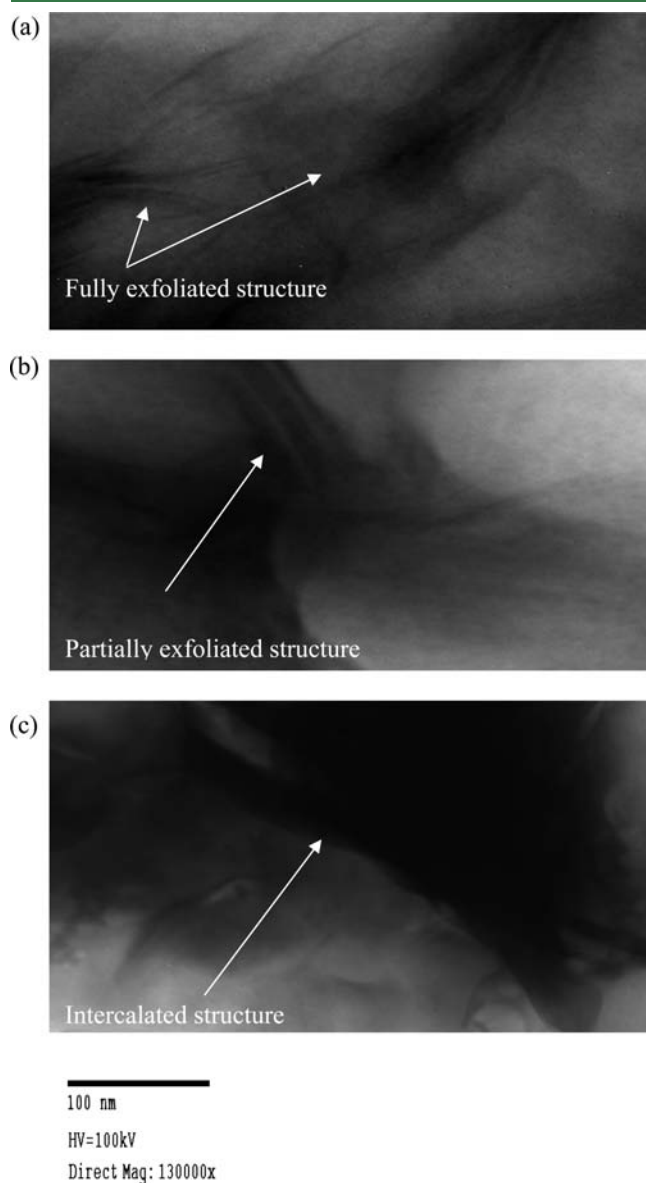 (a)
Fully exfoliated structure
(b)
Partially exfoliated structure
(c)
Intercalated structure
100 nm
HV=100kV
Direct Mag: 130000x